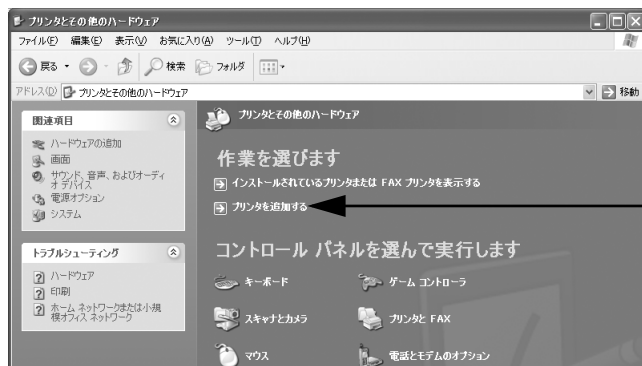 プリンタとその他のハードウェア
ファイル(F) 編集(E) 表示(V) お気に入り(A) ツール(T) ヘルプ(H)
戻る 検索 フォルダ
アドレス(D) プリンタとその他のハードウェア 移動
関連項目
ハードウェアの追加
画面
サウンド、音声、およびオーディ
オ デバイス
電源オプション
システム
トラブルシューティング
ハードウェア
印刷
ホーム ネットワークまたは小規
模オフィス ネットワーク
プリンタとその他のハードウェア
作業を選びます
インストールされているプリンタまたは FAX プリンタを表示する
プリンタを追加する
コントロール パネルを選んで実行します
キーボード ゲーム コントローラ
スキャナとカメラ プリンタと FAX
マウス 電話とモデムのオプション